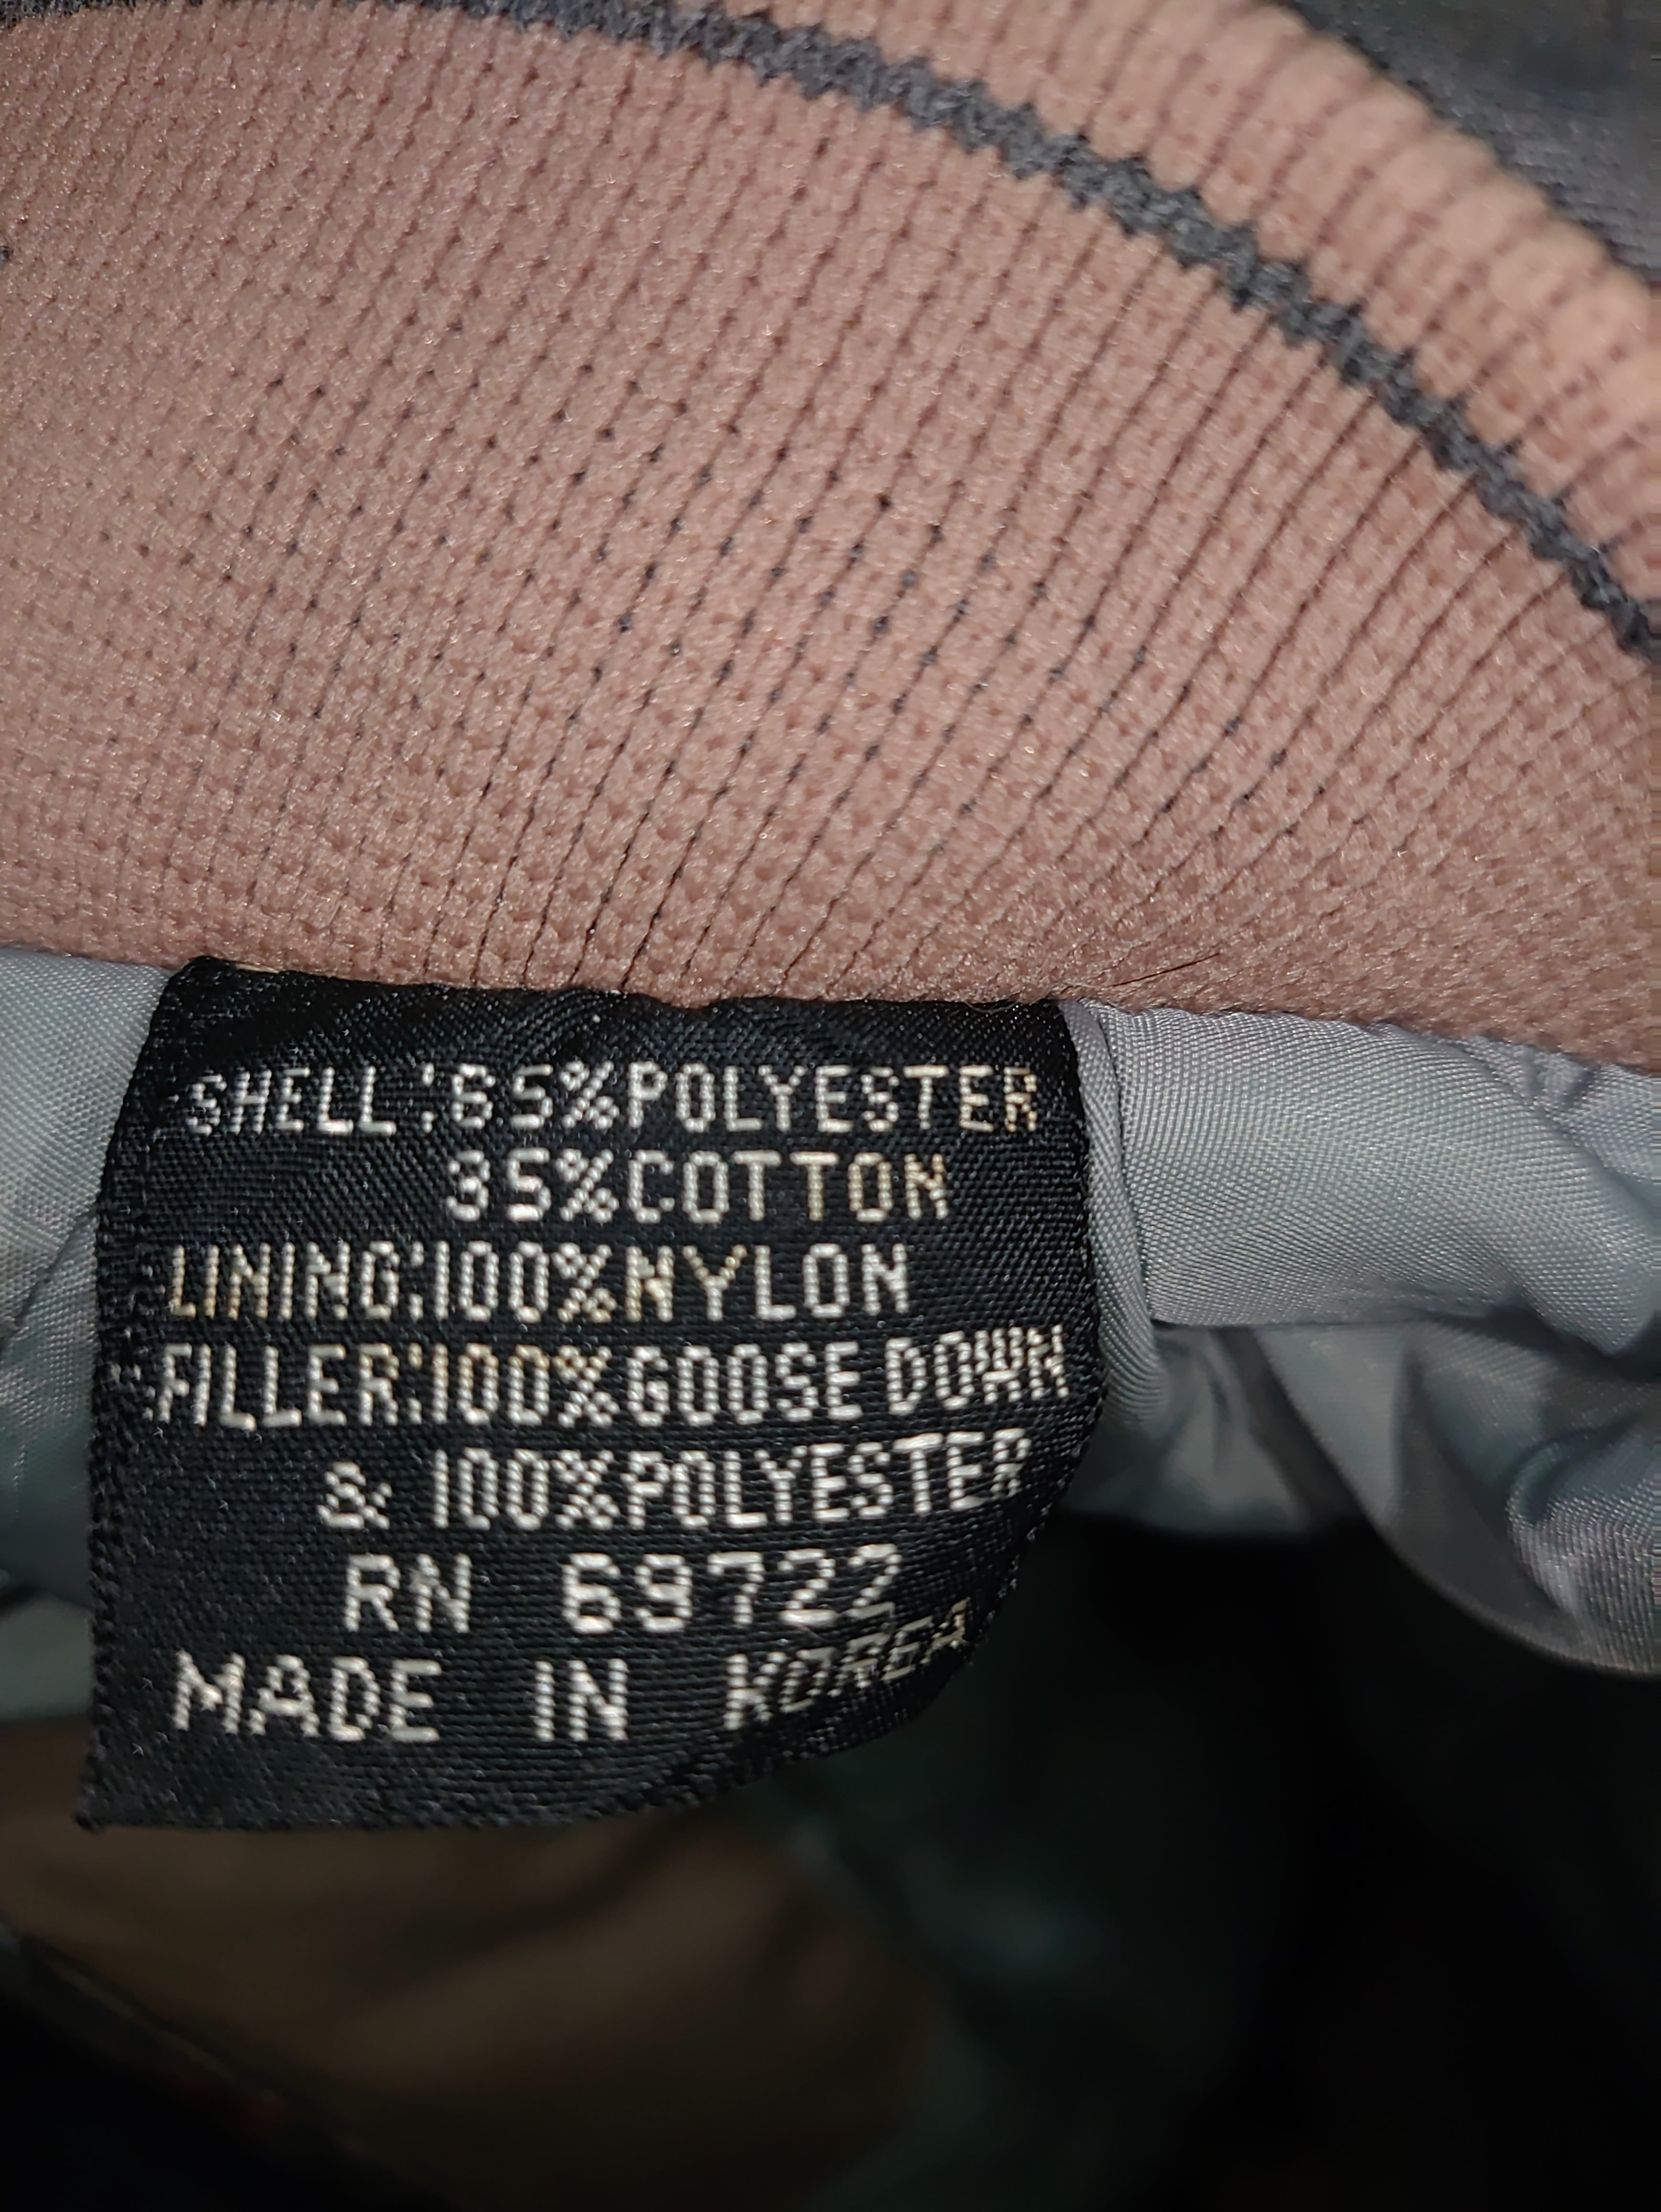 SHELL:65%POLYESTER
35%COTTON
LINING:100%NYLON
FILLER:100%GOOSE DOWN
& 100%POLYESTER
RN 69722
MADE IN KOREA